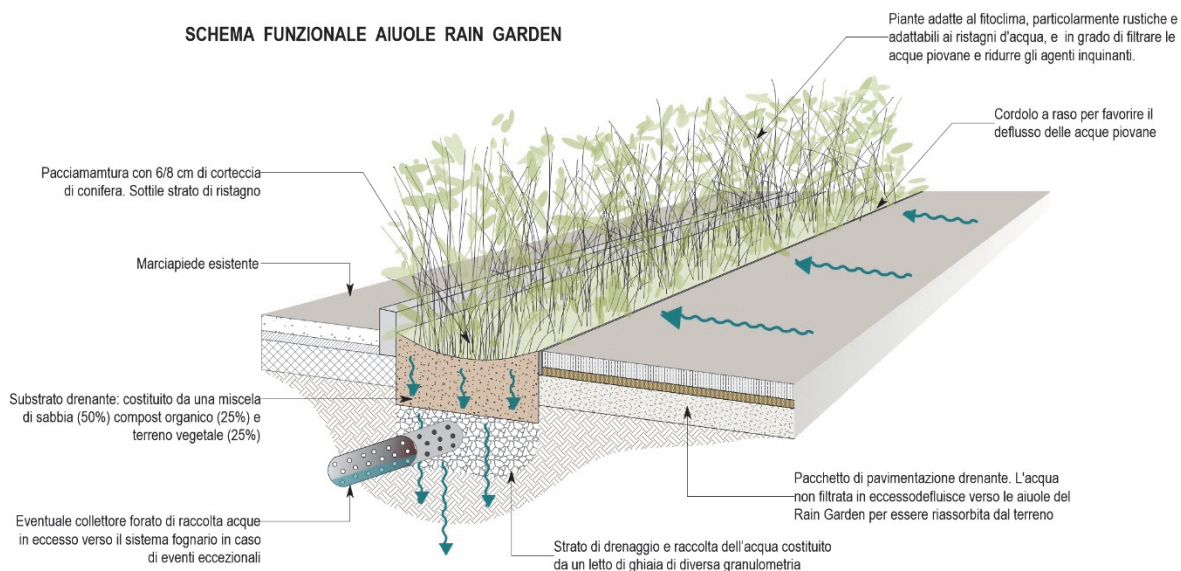 SCHEMA FUNZIONALE AIUOLE RAIN GARDEN
Piante adatte al fitoclima, particolarmente rustiche e
adattabili ai ristagni d'acqua, e in grado di filtrare le
acque piovane e ridurre gli agenti inquinanti.
Cordolo a raso per favorire il
deflusso delle acque piovane
Pacciamamtura con 6/8 cm di corteccia
di conifera. Sottile strato di ristagno
Marciapiede esistente
Substrato drenante: costituito da una miscela
di sabbia (50%) compost organico (25%) e
terreno vegetale (25%)
Eventuale collettore forato di raccolta acque
in eccesso verso il sistema fognario in caso
di eventi eccezionali
Strato di drenaggio e raccolta dell'acqua costituito
da un letto di ghiaia di diversa granulometria
Pacchetto di pavimentazione drenante. L'acqua
non filtrata in eccessodefluisce verso le aiuole del
Rain Garden per essere riassorbita dal terreno